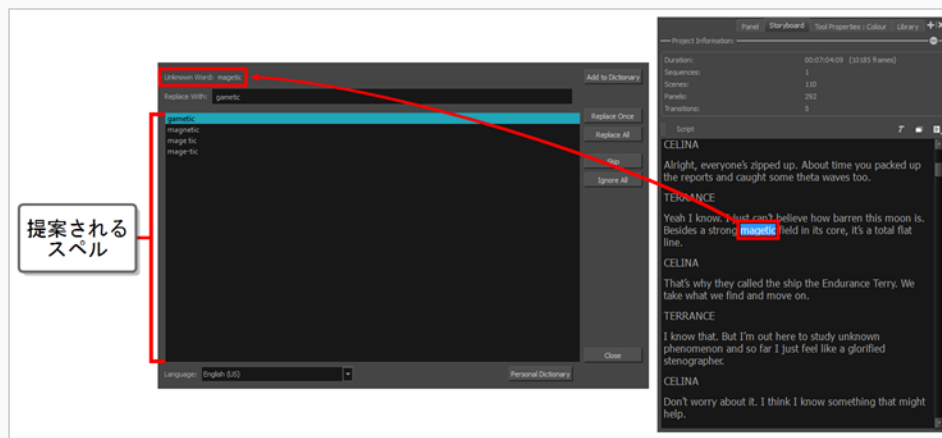 Unknown Word: magetic
Add to Dictionary
Replace With: gametic
gametic
Replace Once
magnetic
Replace All
mage tic
mage-tic
Skip
Ignore All
提案される
スペル
Close
Language: English (US)
Personal Dictionary
Panel Storyboard Tool Properties : Colour Library
Project Information:
Duration: 00:07:04:09 (10185 frames)
Sequences: 1
Scenes: 110
Panels: 292
Transitions: 5
Script
CELINA
Alright, everyone's zipped up. About time you packed up
the reports and caught some theta waves too.
TERRANCE
Yeah I know. I just can't believe how barren this moon is.
Besides a strong magetic field in its core, it's a total flat
line.
CELINA
That's why they called the ship the Endurance Terry. We
take what we find and move on.
TERRANCE
I know that. But I'm out here to study unknown
phenomenon and so far I just feel like a glorified
stenographer.
CELINA
Don't worry about it. I think I know something that might
help.